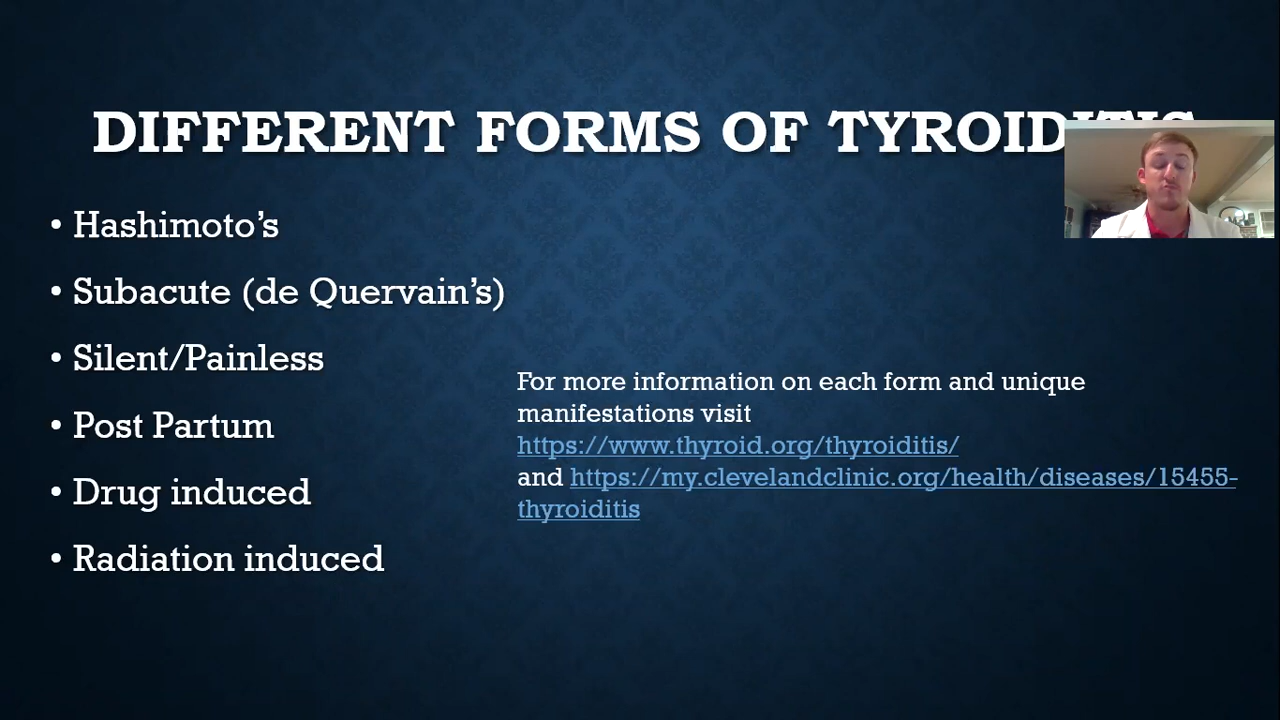 DIFFERENT FORMS OF
• Hashimoto's
• Subacute (de Quervain's)
• Silent/Painless
• Post Partum
• Drug induced
• Radiation induced
For more information on each form and unique
manifestations visit
https://www.thyroid.org/thyroiditis/
and https://my.clevelandclinic.org/health/diseases/15455-
thyroiditis